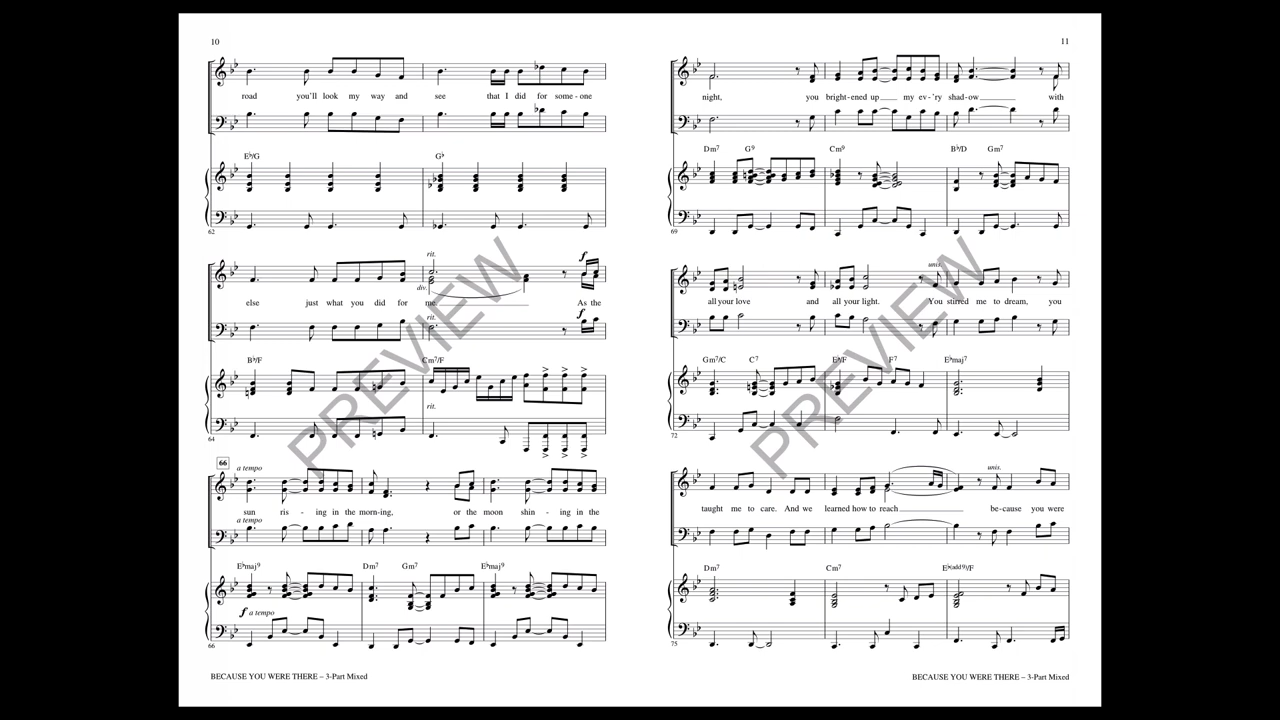 10
road you'll look my way and see that I did for some - one
E♭/G G♭
62
rit.
f
div.
else just what you did for me. As the
rit.
f
B♭/F Cm7/F
rit.
64
66
a tempo
sun ris - ing in the morn-ing, or the moon shin - ing in the
a tempo
E♭maj9 Dm7 Gm7 E♭maj9
f a tempo
66
BECAUSE YOU WERE THERE – 3-Part Mixed
11
night, you bright-ened up my ev-'ry shad-ow with
Dm7 G9 Cm9 B♭/D Gm7
69
unis.
all your love and all your light. You stirred me to dream, you
Gm7/C C7 E♭/F F7 E♭maj7
72
unis.
taught me to care. And we learned how to reach be-cause you were
Dm7 Cm7 E♭(add9)/F
75
BECAUSE YOU WERE THERE – 3-Part Mixed
PREVIEW
PREVIEW